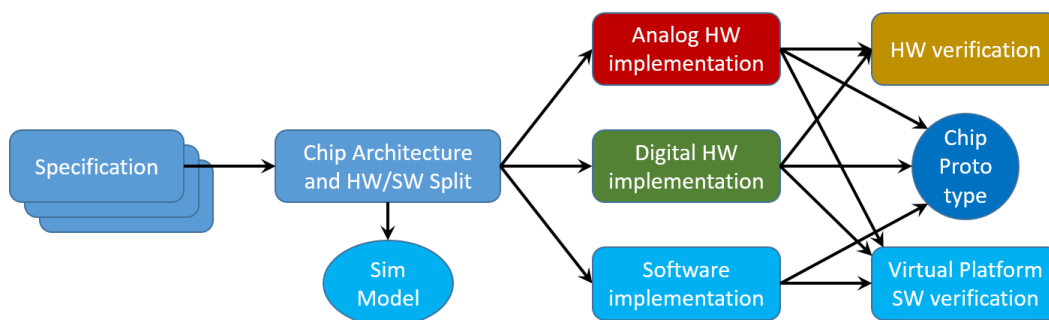 Specification
Chip Architecture
and HW/SW Split
Sim
Model
Analog HW
implementation
Digital HW
implementation
Software
implementation
HW verification
Chip
Proto
type
Virtual Platform
SW verification